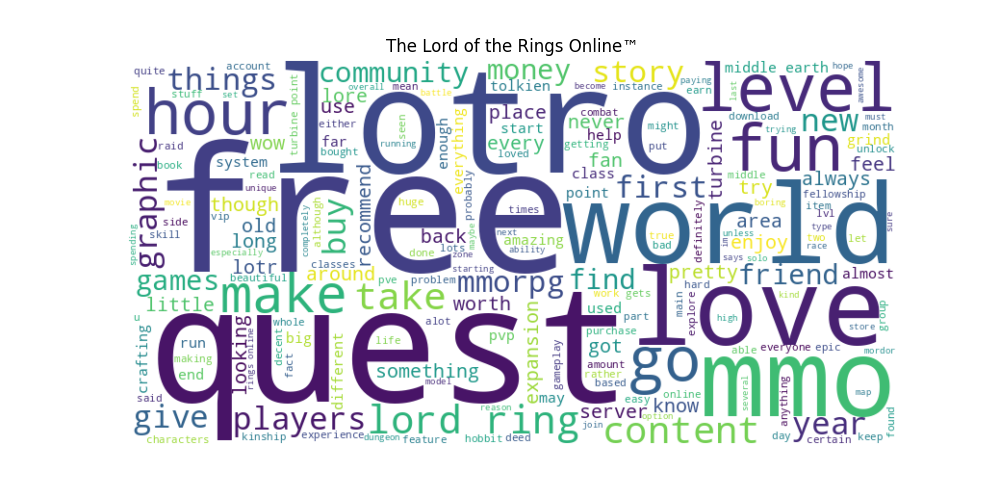 The Lord of the Rings Online™
quite account community money story middle earth hope
things overall mean battle tolkien become instance paying earn last awesome
spend stuff set turbine point lotro level
hour lore use place never might download must month
raid wow either far seen enough everything start combat help put turbine new trying grind
book system bought running every loved getting fun unlock
graphic read recommend fan class middle always feel
movie unique free probably point first try fellowship
side though vip huge times world area item lvl
skill old buy completely although back amazing definitely true unless im enjoy type two let sure
spending long done lots next maybe ability bad boring solo race
especially lotr classes zone says
games beautiful around pve problem starting mmorpg find pretty friend almost
little make take worth work gets hard main explore kind group
u whole quest used part love high store
crafting run looking rings online decent fact big different life alot pvp expansion purchase got able everyone epic mordor
making end something model gameplay amount rather go mmo
said based easy online several anything map
give players lord ring reason may server know option year found
characters kinship experience dungeon feature hobbit deed join content day certain keep